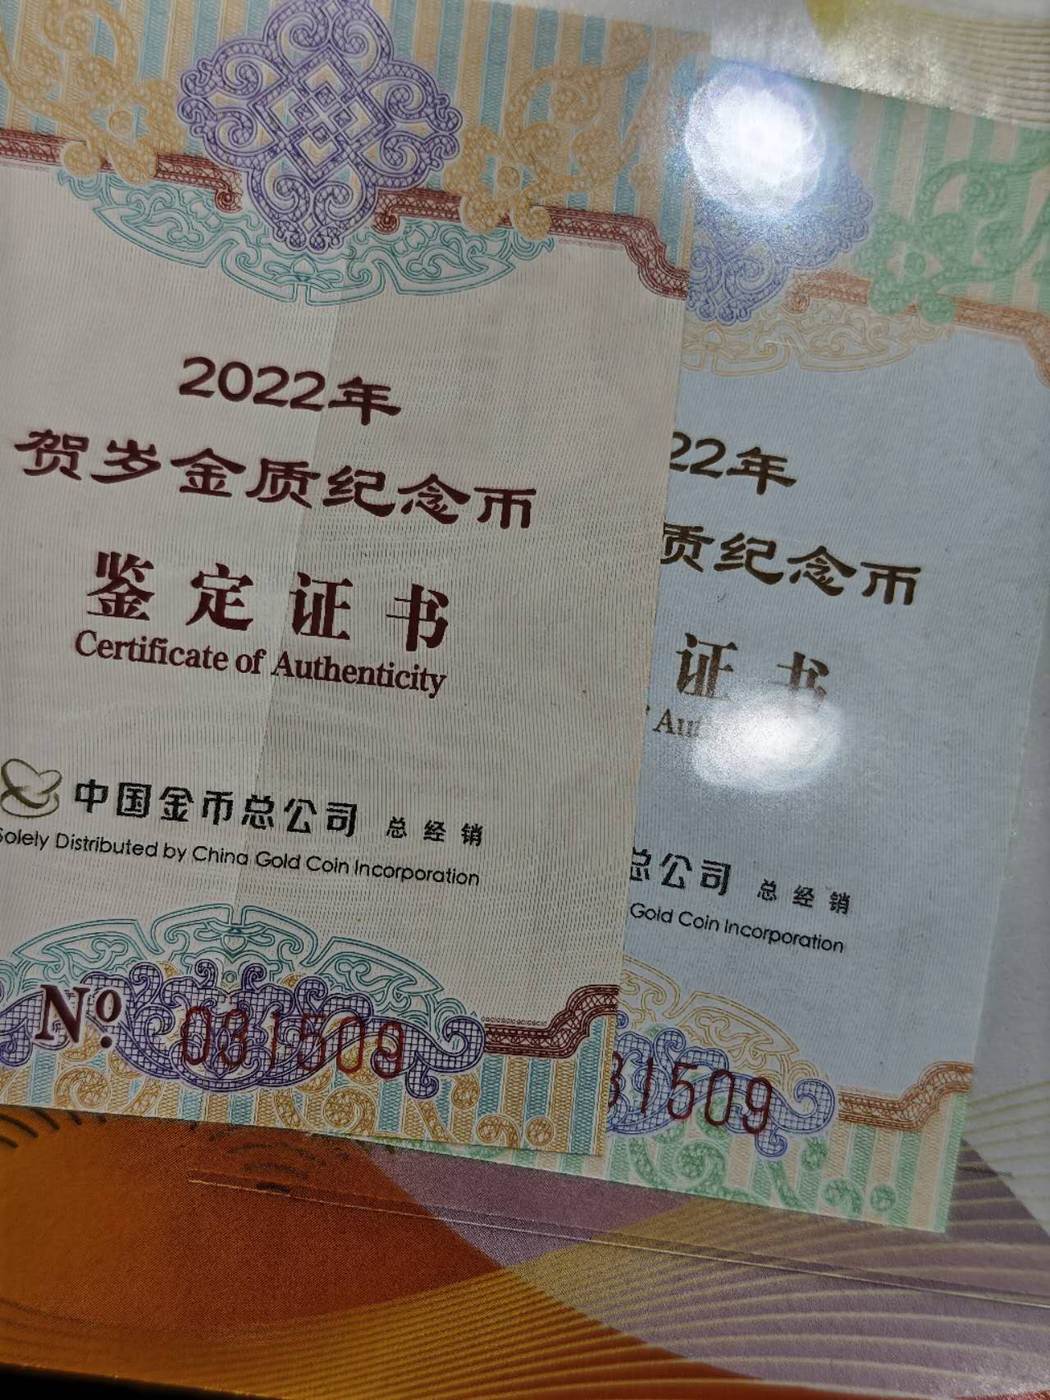 2022年
贺岁金质纪念币
鉴定证书
Certificate of Authenticity
中国金币总公司 总经销
Solely Distributed by China Gold Coin Incorporation
Nº. 031509
22年
质纪念币
证书
总公司 总经销
Gold Coin Incorporation
31509